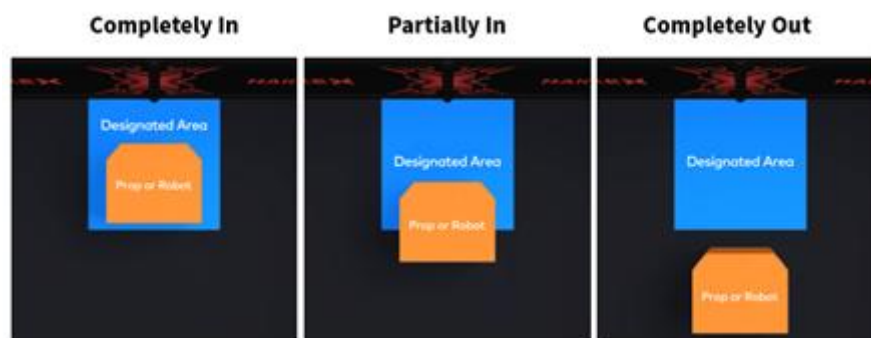 Completely In
Partially In
Completely Out
Designated Area
Prop or Robot
Designated Area
Prop or Robot
Designated Area
Prop or Robot